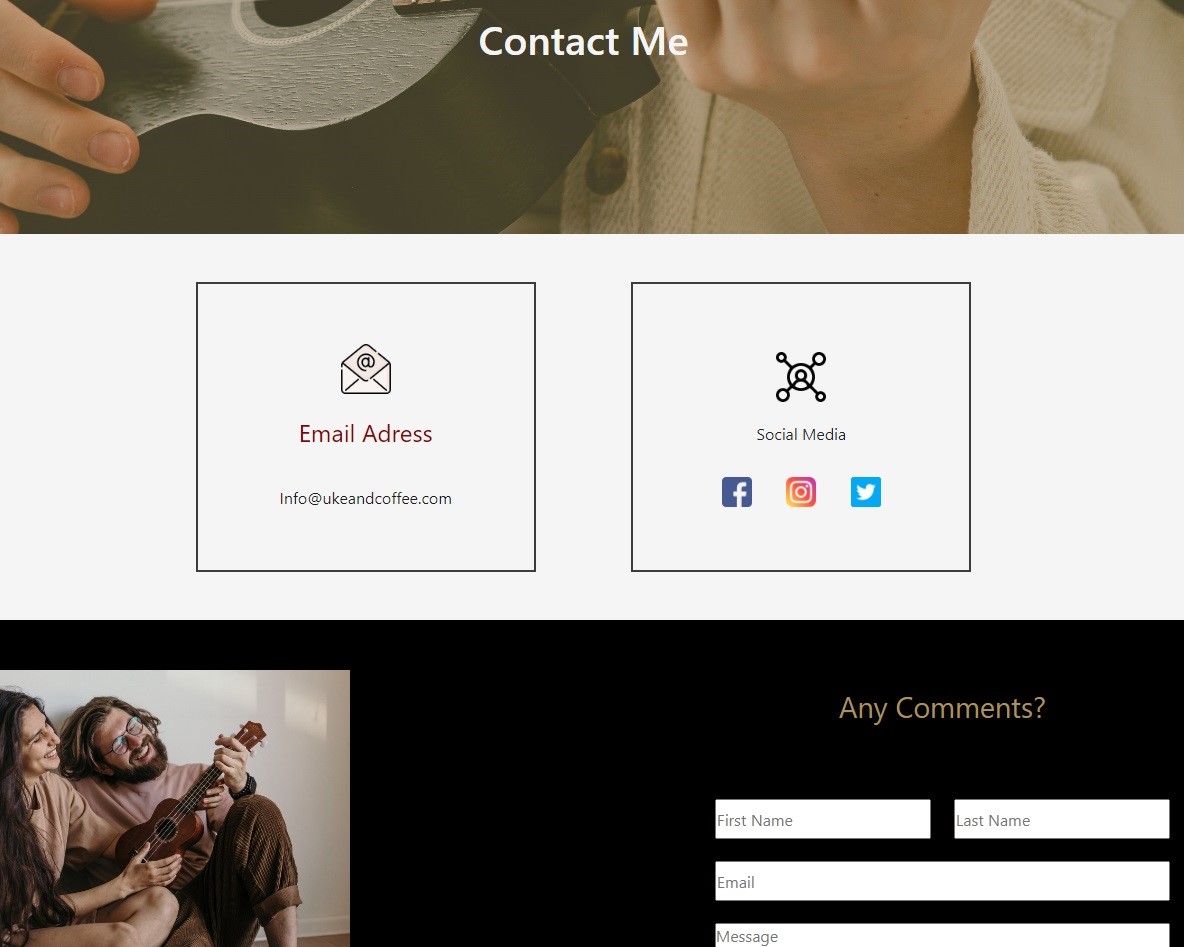 Contact Me
Email Adress
Info@ukeandcoffee.com
Social Media
Any Comments?
First Name
Last Name
Email
Message